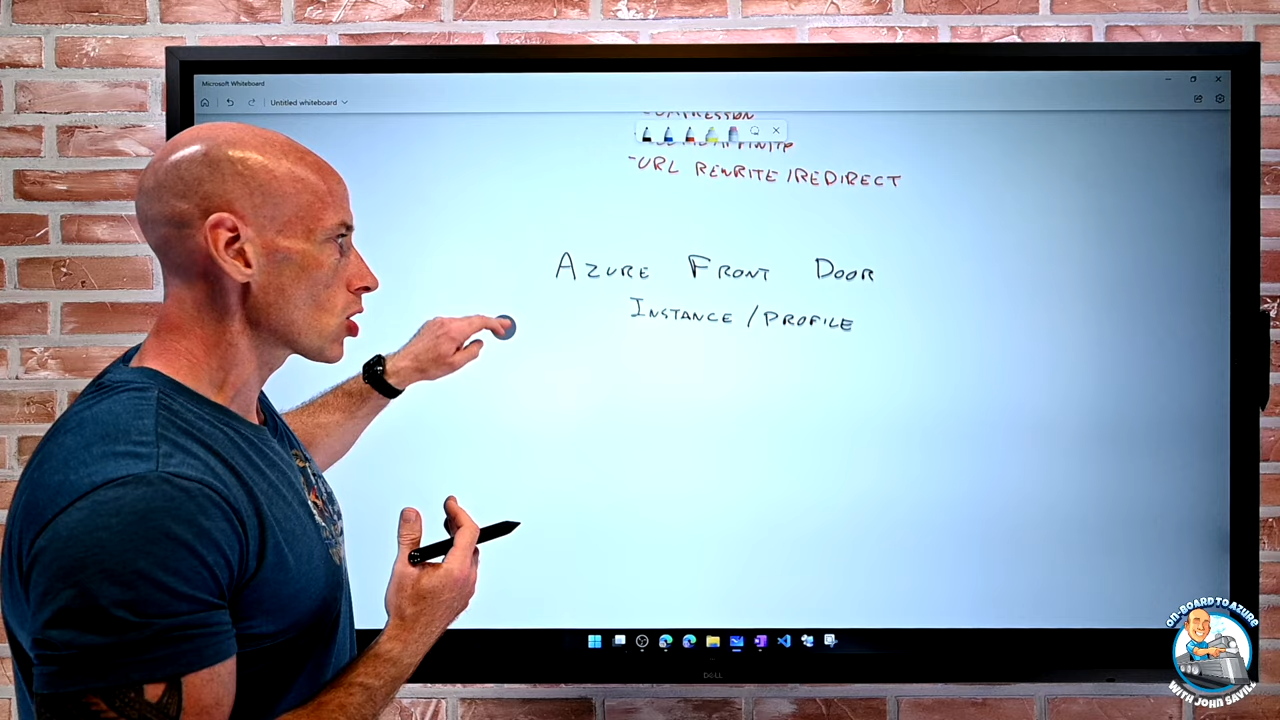 Microsoft Whiteboard
Untitled whiteboard
-URL REWRITE/REDIRECT
AZURE FRONT DOOR
INSTANCE/PROFILE
DELL
ON-BOARD TO AZURE
WITH JOHN SAVILL